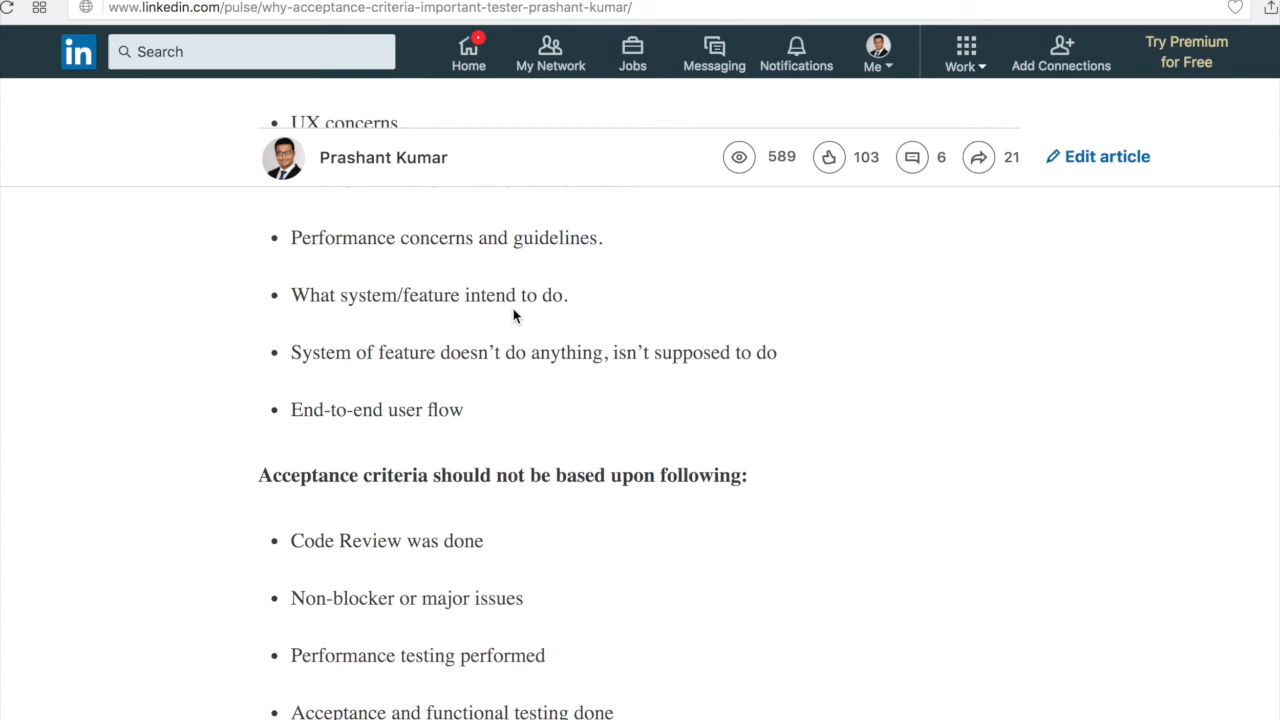 www.linkedin.com/pulse/why-acceptance-criteria-important-tester-prashant-kumar/
in
Search
Home
My Network
Jobs
Messaging
Notifications
Me
Work
Add Connections
Try Premium
for Free
UX concerns
Prashant Kumar
589
103
6
21
Edit article
Performance concerns and guidelines.
What system/feature intend to do.
System of feature doesn’t do anything, isn’t supposed to do
End-to-end user flow
Acceptance criteria should not be based upon following:
Code Review was done
Non-blocker or major issues
Performance testing performed
Acceptance and functional testing done